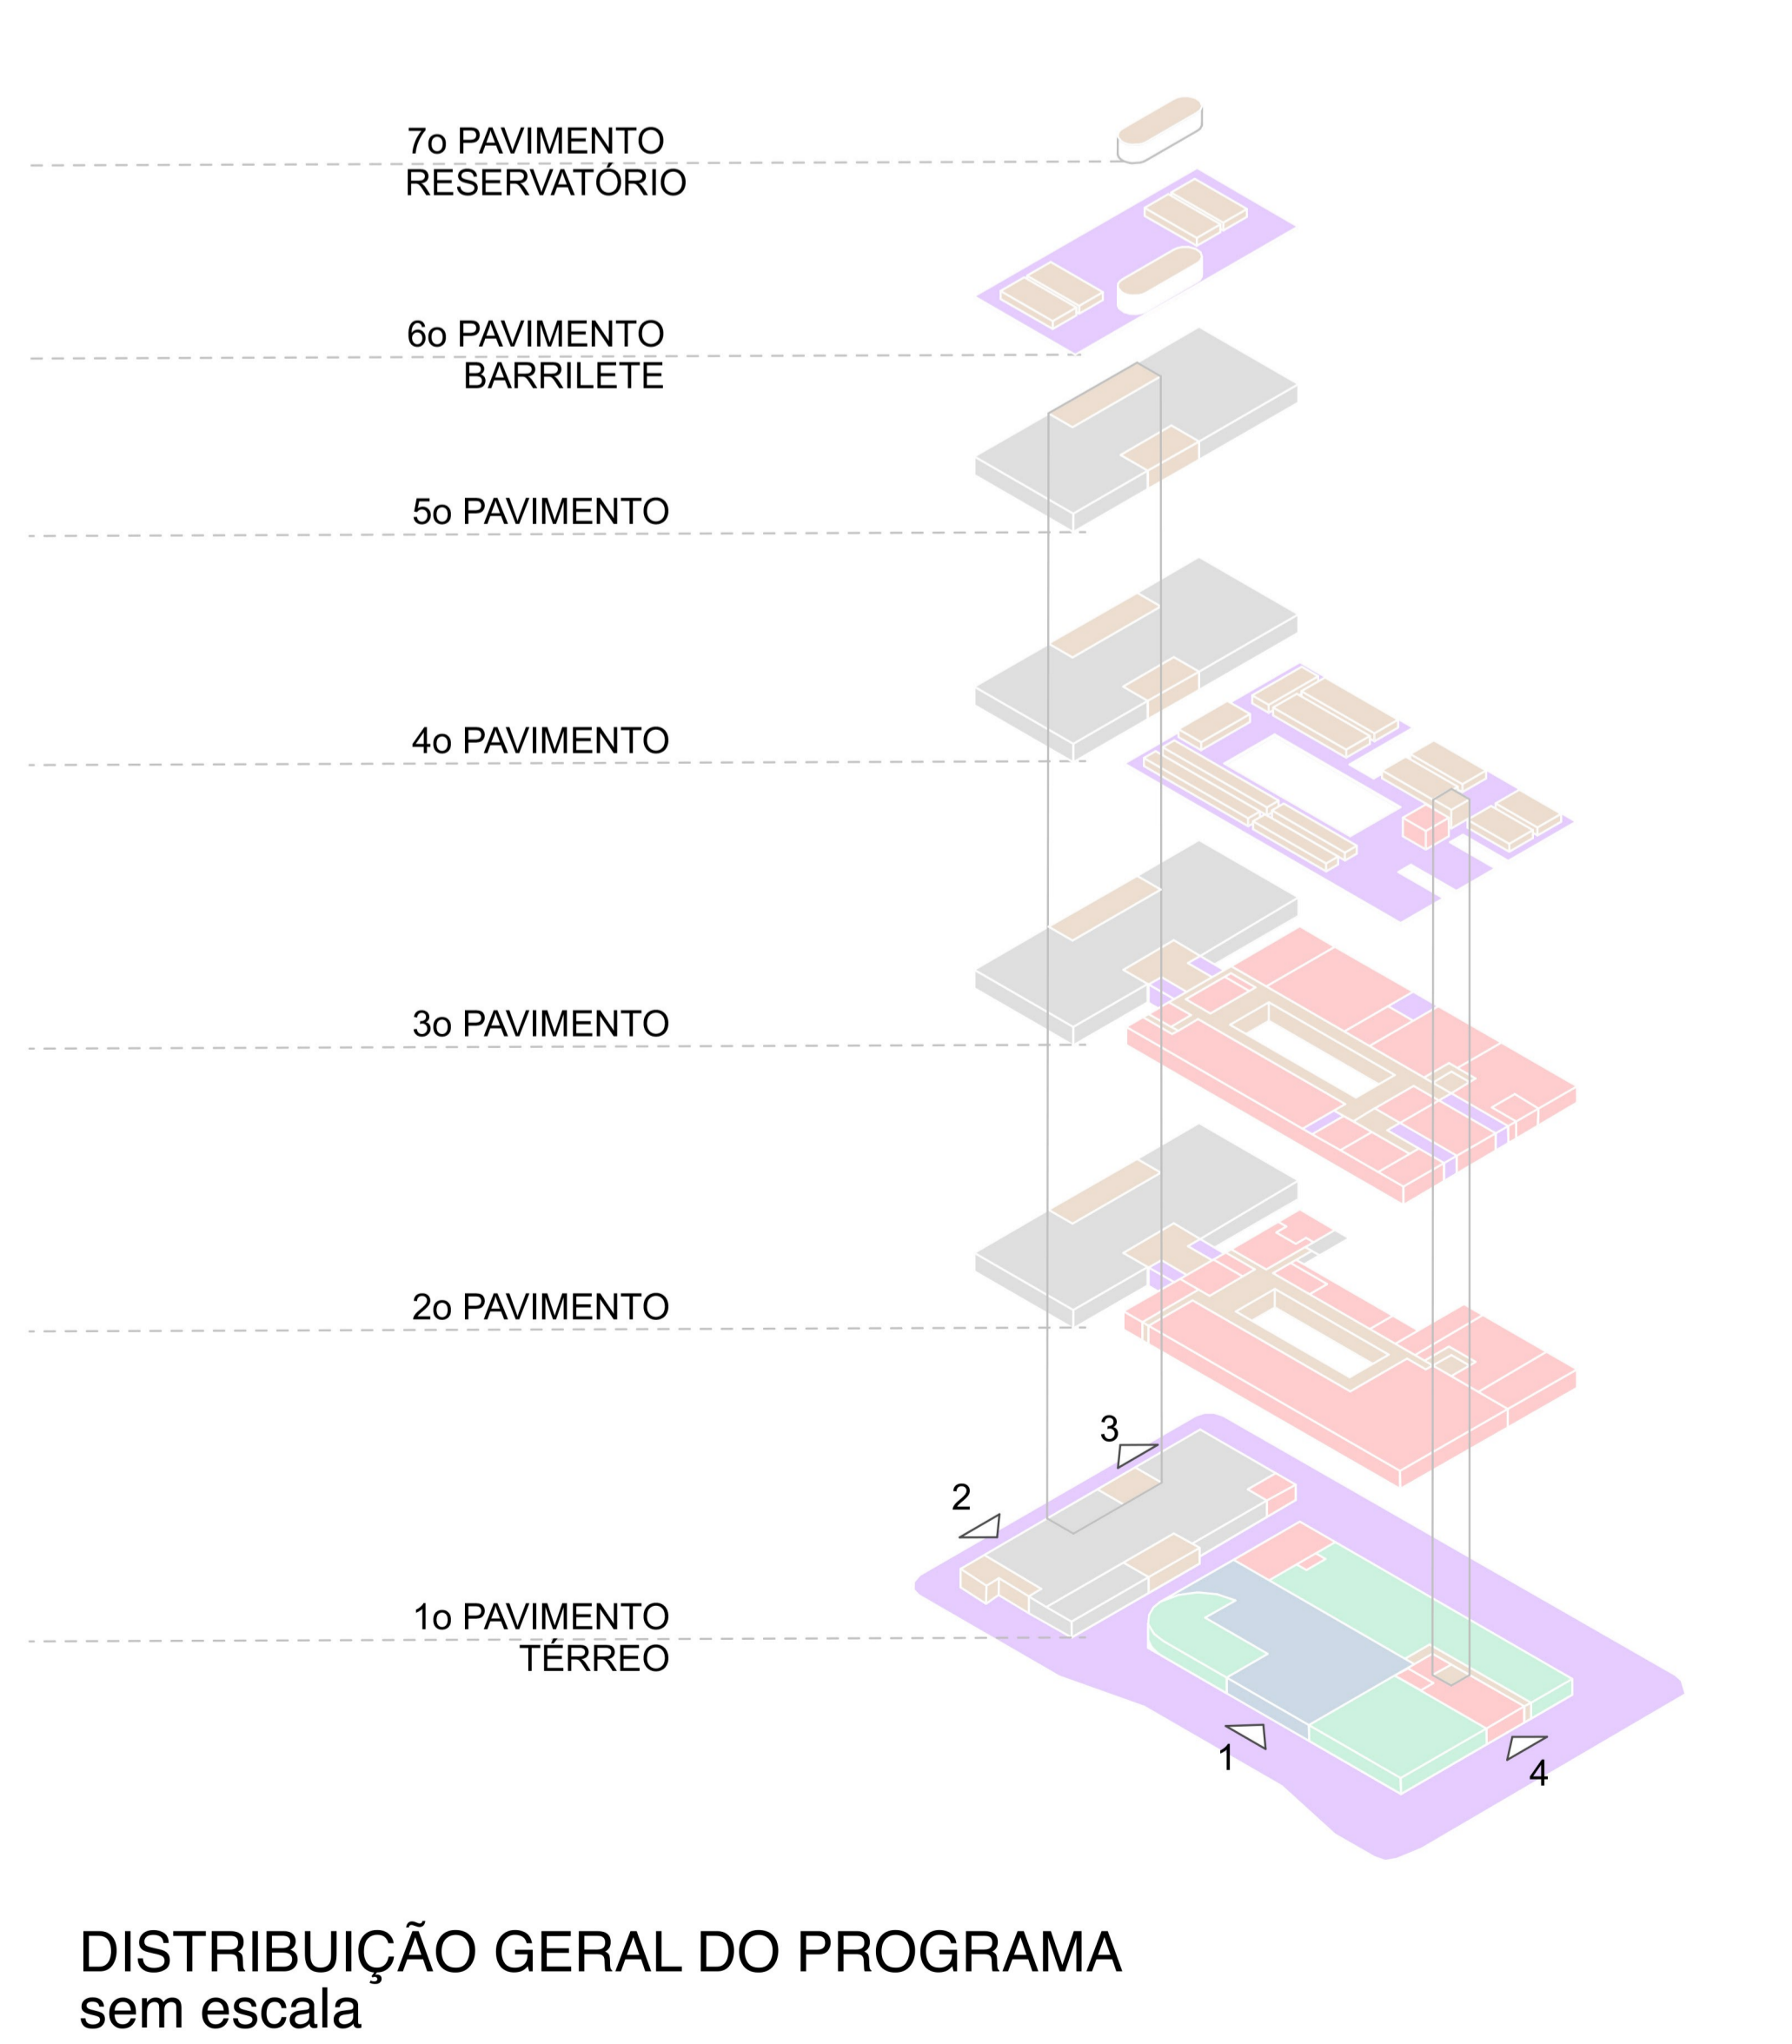 7o PAVIMENTO
RESERVATÓRIO
6o PAVIMENTO
BARRILETE
5o PAVIMENTO
4o PAVIMENTO
3o PAVIMENTO
2o PAVIMENTO
3
2
1o PAVIMENTO
TÉRREO
1
4
DISTRIBUIÇÃO GERAL DO PROGRAMA
sem escala